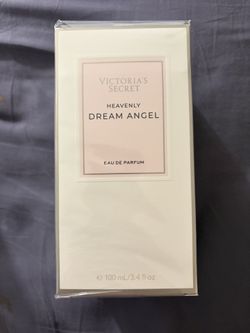 VICTORIA'S
SECRET
HEAVENLY
DREAM ANGEL
EAU DE PARFUM
℮ 100 mL/3.4 fl oz